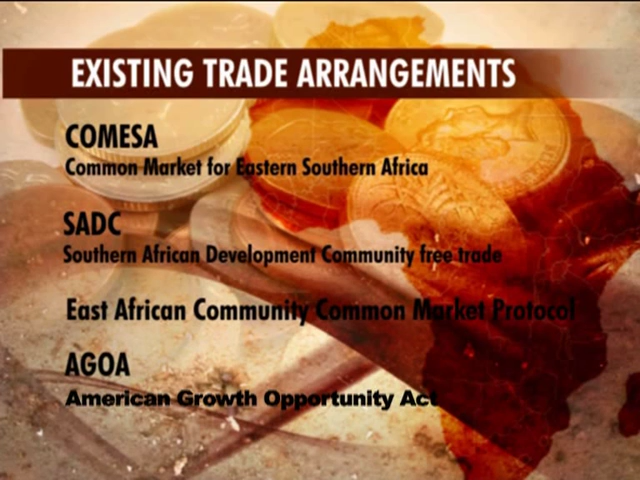 EXISTING TRADE ARRANGEMENTS
COMESA
Common Market for Eastern Southern Africa
SADC
Southern African Development Community free trade
East African Community Common Market Protocol
AGOA
American Growth Opportunity Act